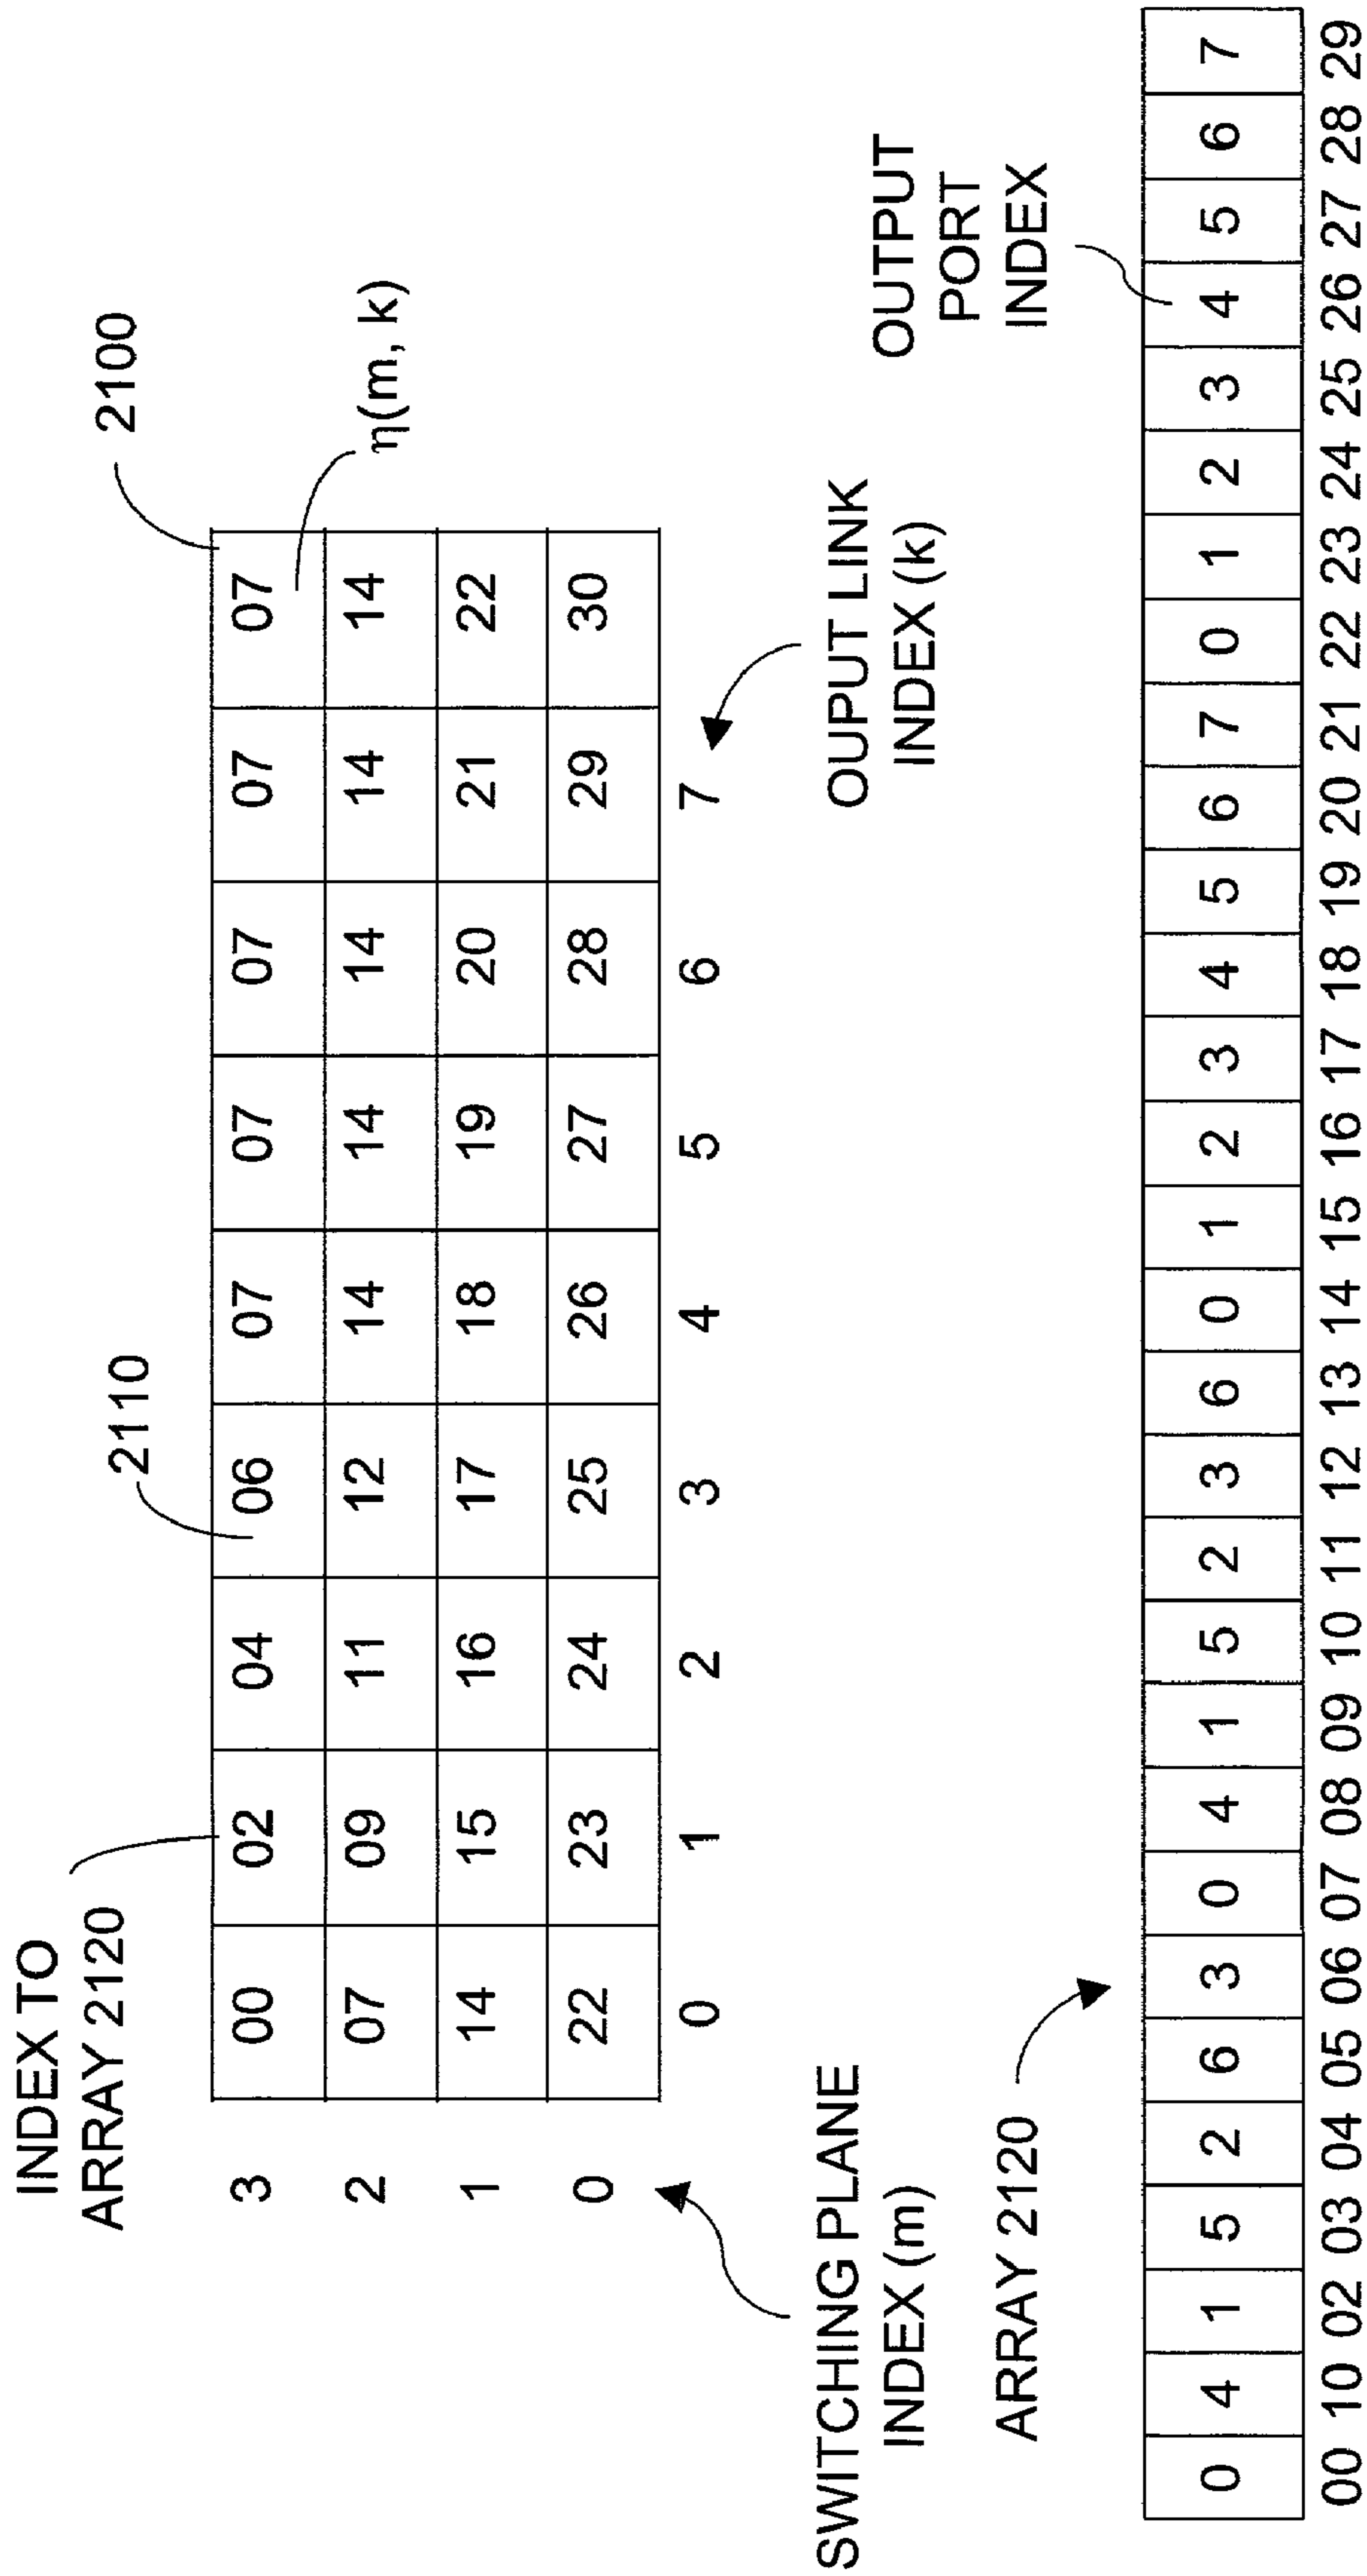 INDEX TO
ARRAY 2120
2110
2100
3 00 02 04 06 07 07 07 07 07
η(m, k)
2 07 09 11 12 14 14 14 14 14
1 14 15 16 17 18 19 20 21 22
0 22 23 24 25 26 27 28 29 30
0 1 2 3 4 5 6 7
SWITCHING PLANE
INDEX (m)
OUPUT LINK
INDEX (k)
ARRAY 2120
OUTPUT
PORT
INDEX
0 4 1 5 2 6 3 0 4 1 5 2 3 6 0 1 2 3 4 5 6 7 0 1 2 3 4 5 6 7
00 10 02 03 04 05 06 07 08 09 10 11 12 13 14 15 16 17 18 19 20 21 22 23 24 25 26 27 28 29